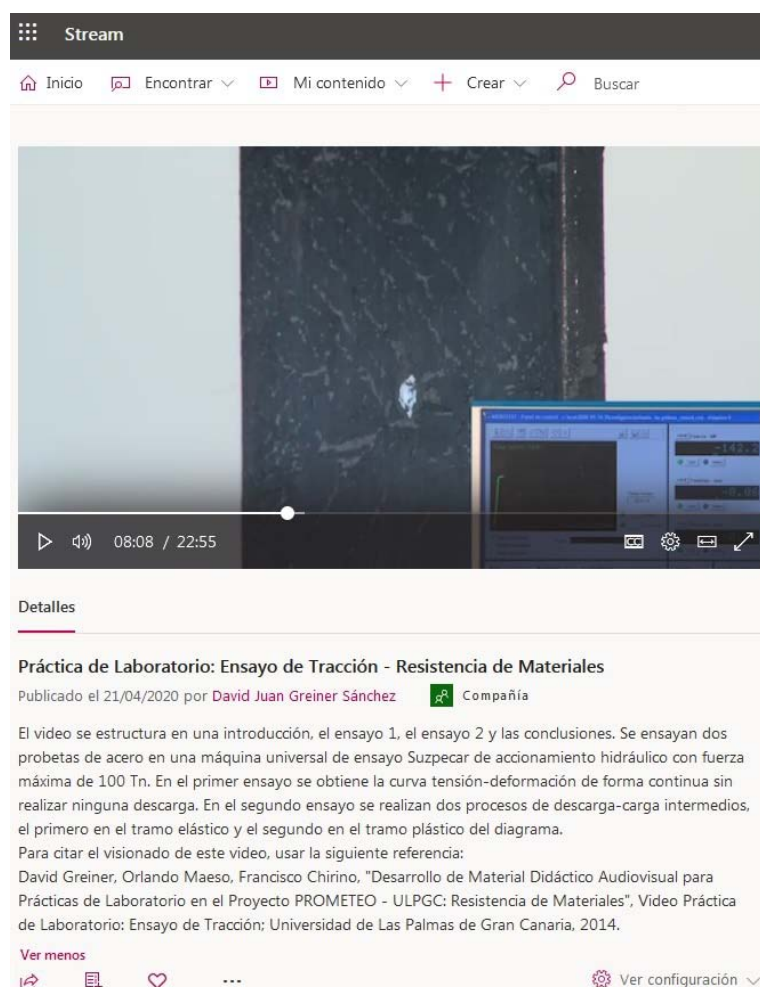 Stream
Inicio Encontrar Mi contenido Crear Buscar
08:08 / 22:55
CC
Detalles
Práctica de Laboratorio: Ensayo de Tracción - Resistencia de Materiales
Publicado el 21/04/2020 por David Juan Greiner Sánchez Compañía
El video se estructura en una introducción, el ensayo 1, el ensayo 2 y las conclusiones. Se ensayan dos
probetas de acero en una máquina universal de ensayo Suzpecar de accionamiento hidráulico con fuerza
máxima de 100 Tn. En el primer ensayo se obtiene la curva tensión-deformación de forma continua sin
realizar ninguna descarga. En el segundo ensayo se realizan dos procesos de descarga-carga intermedios,
el primero en el tramo elástico y el segundo en el tramo plástico del diagrama.
Para citar el visionado de este video, usar la siguiente referencia:
David Greiner, Orlando Maeso, Francisco Chirino, "Desarrollo de Material Didáctico Audiovisual para
Prácticas de Laboratorio en el Proyecto PROMETEO - ULPGC: Resistencia de Materiales", Video Práctica
de Laboratorio: Ensayo de Tracción; Universidad de Las Palmas de Gran Canaria, 2014.
Ver menos
Ver configuración